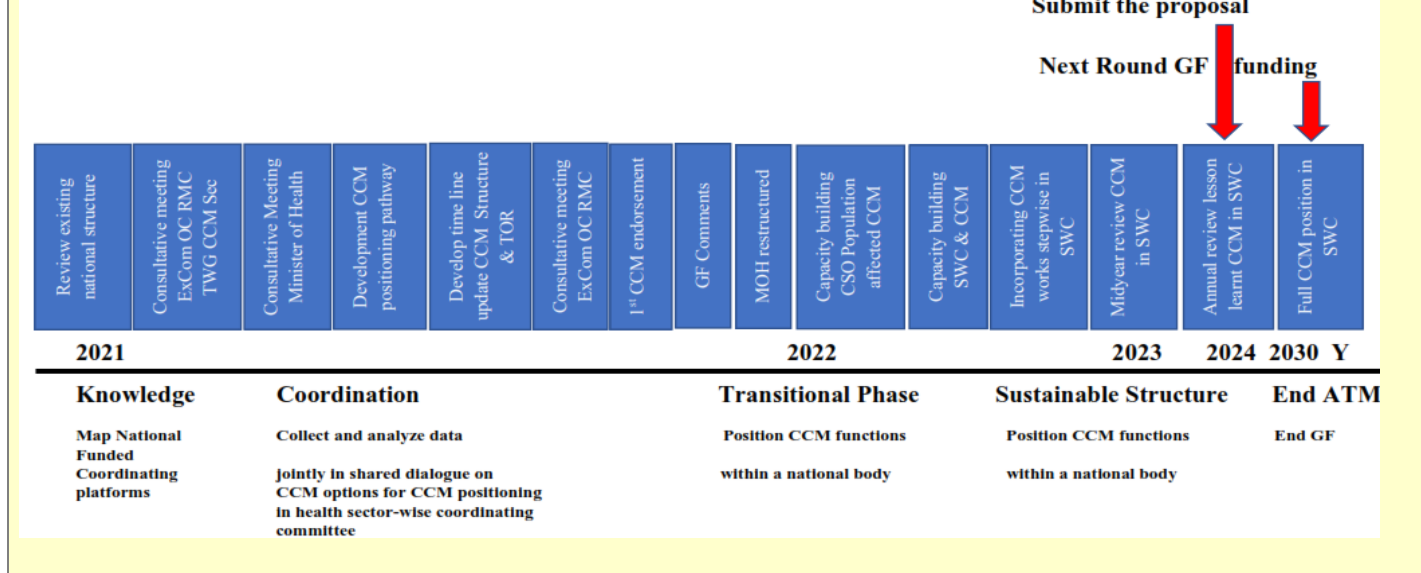 Submit the proposal
Next Round GF funding
Review existing
national structure
Consultative meeting
ExCom OC RMC
TWG CCM Sec
Consultative Meeting
Minister of Health
Development CCM
positioning pathway
Develop time line
update CCM Structure
& TOR
Consultative meeting
ExCom OC RMC
1st CCM endorsement
GF Comments
MOH restructured
Capacity building
CSO Population
affected CCM
Capacity building
SWC & CCM
Incorporating CCM
works stepwise in
SWC
Midyear review CCM
in SWC
Annual review lesson
learnt CCM in SWC
Full CCM position in
SWC
2021 2022 2023 2024 2030 Y
Knowledge Coordination Transitional Phase Sustainable Structure End ATM
Map National
Funded
Coordinating
platforms
Collect and analyze data
jointly in shared dialogue on
CCM options for CCM positioning
in health sector-wise coordinating
committee
Position CCM functions
within a national body
Position CCM functions
within a national body
End GF